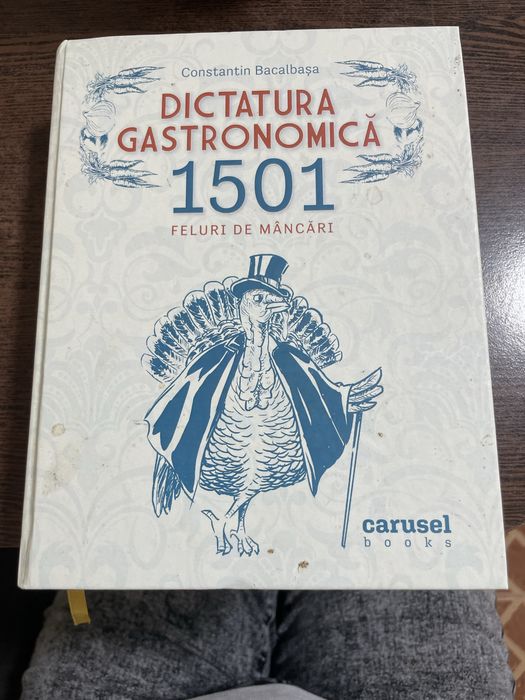 Constantin Bacalbașa
DICTATURA
GASTRONOMICĂ
1501
FELURI DE MÂNCĂRI
carusel
books